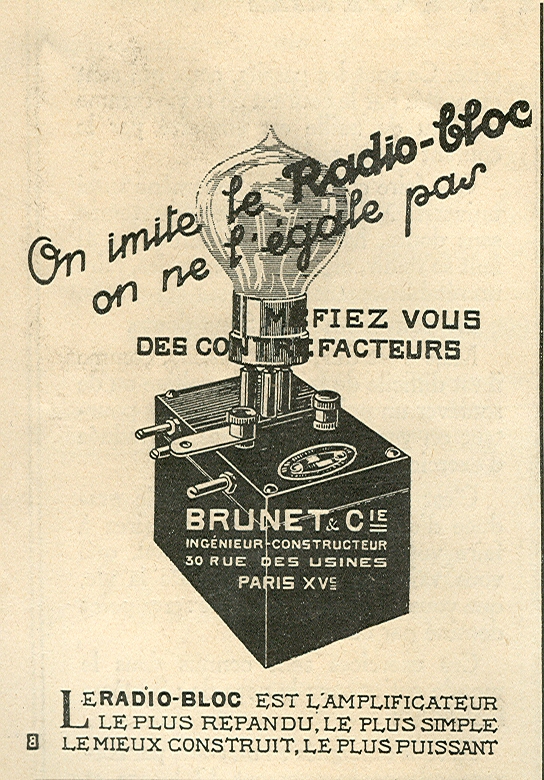 On imite le Radio-bloc
on ne l'égale pas
MÉFIEZ VOUS
DES CONTREFACTEURS
BRUNET & CIE
INGÉNIEUR-CONSTRUCTEUR
30 RUE DES USINES
PARIS XVE
LE RADIO-BLOC EST L'AMPLIFICATEUR
LE PLUS REPANDU, LE PLUS SIMPLE
LE MIEUX CONSTRUIT, LE PLUS PUISSANT